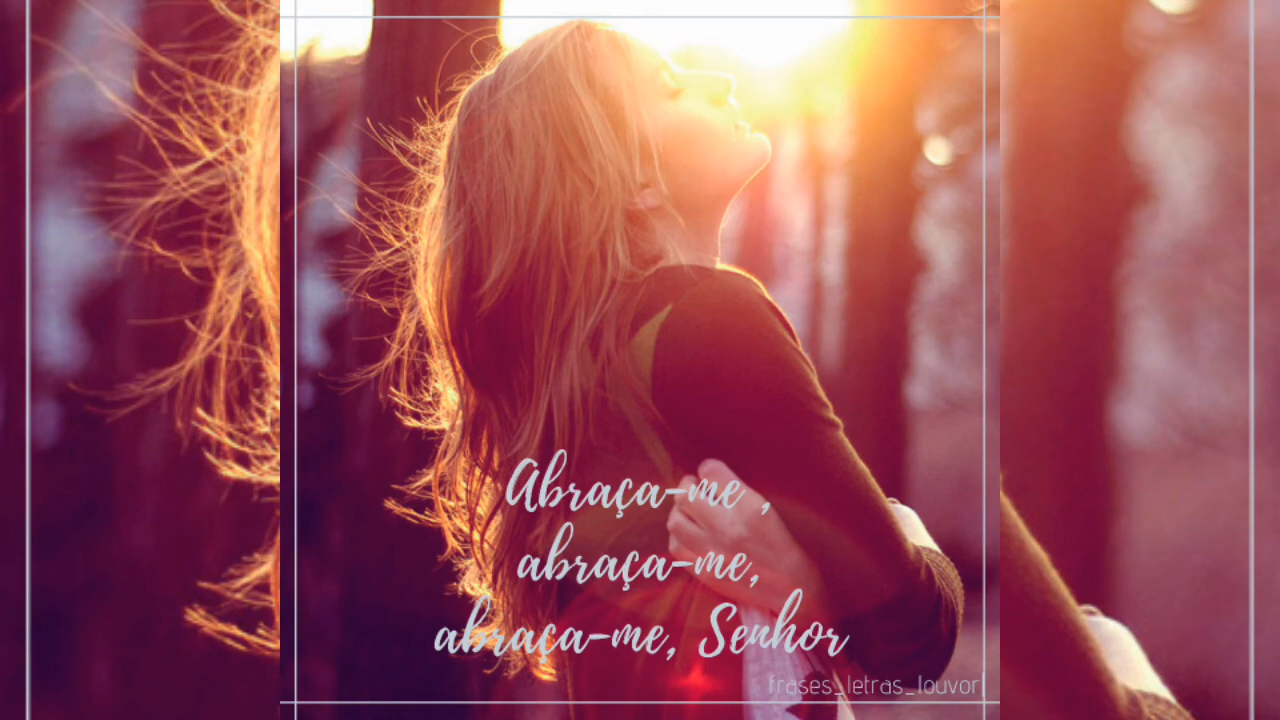 Abraça-me ,
abraça-me,
abraça-me, Senhor
frases_letras_louvor|